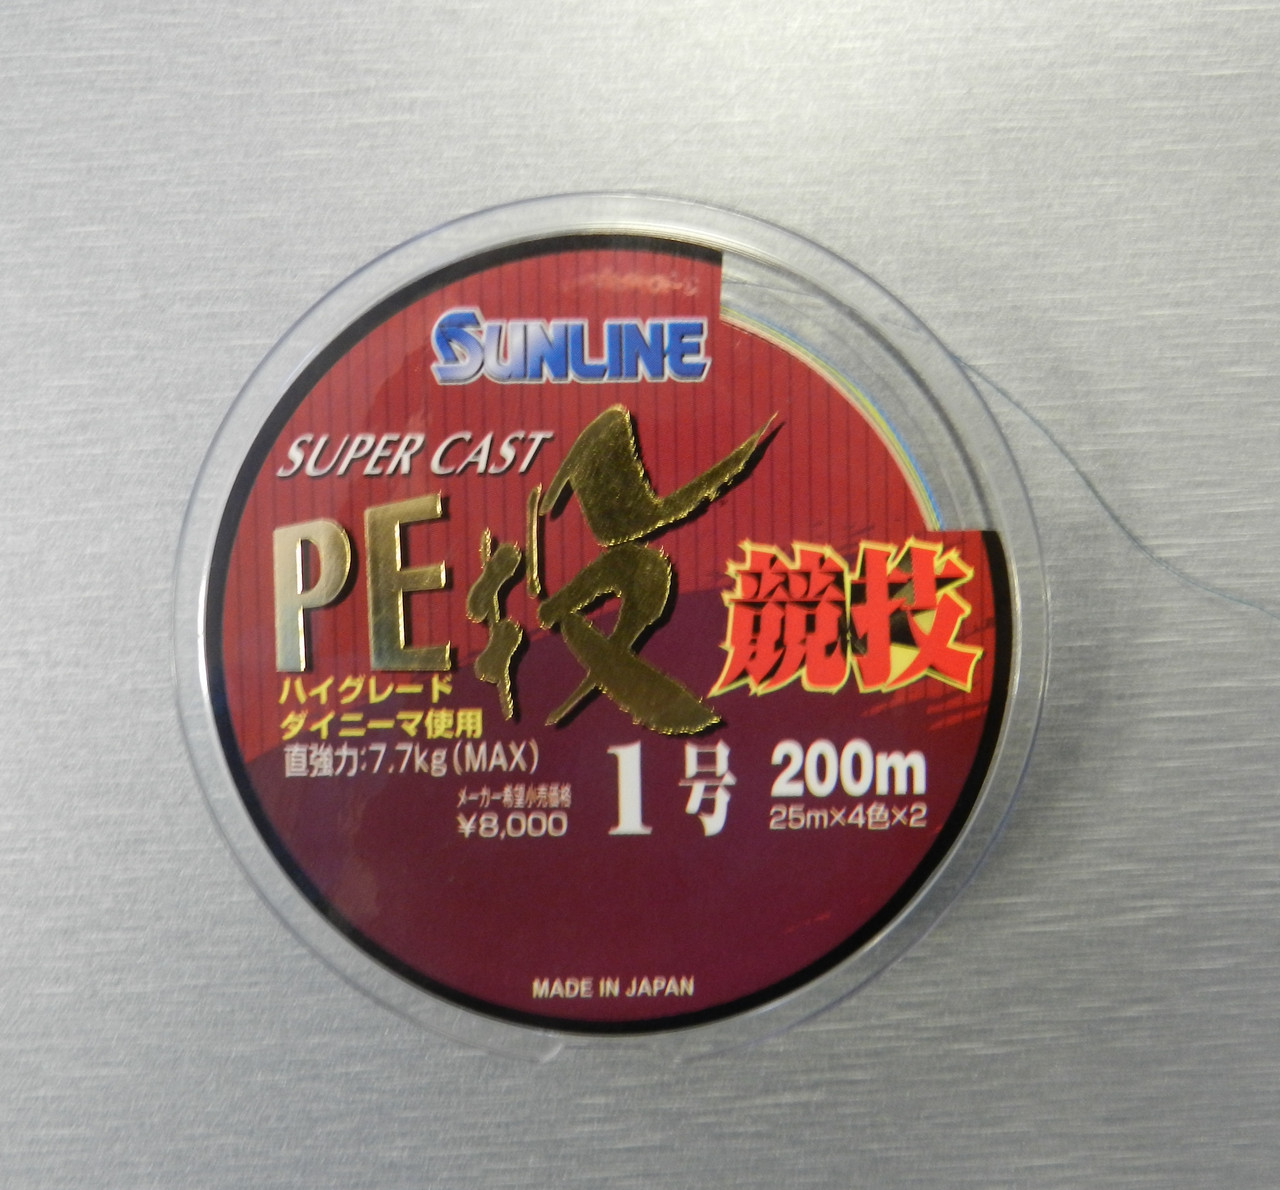 SUNLINE
SUPER CAST
PE投
競技
ハイグレード
ダイニーマ使用
直強力:7.7kg(MAX)
メーカー希望小売価格
¥8,000
1号
200m
25m×4色×2
MADE IN JAPAN